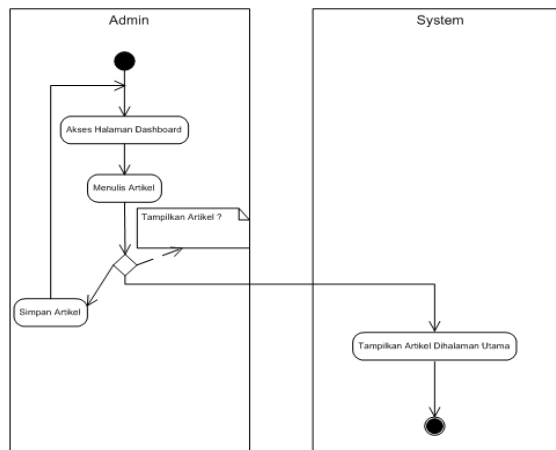 Admin
System
Akses Halaman Dashboard
Menulis Artikel
Tampilkan Artikel ?
Simpan Artikel
Tampilkan Artikel Dihalaman Utama